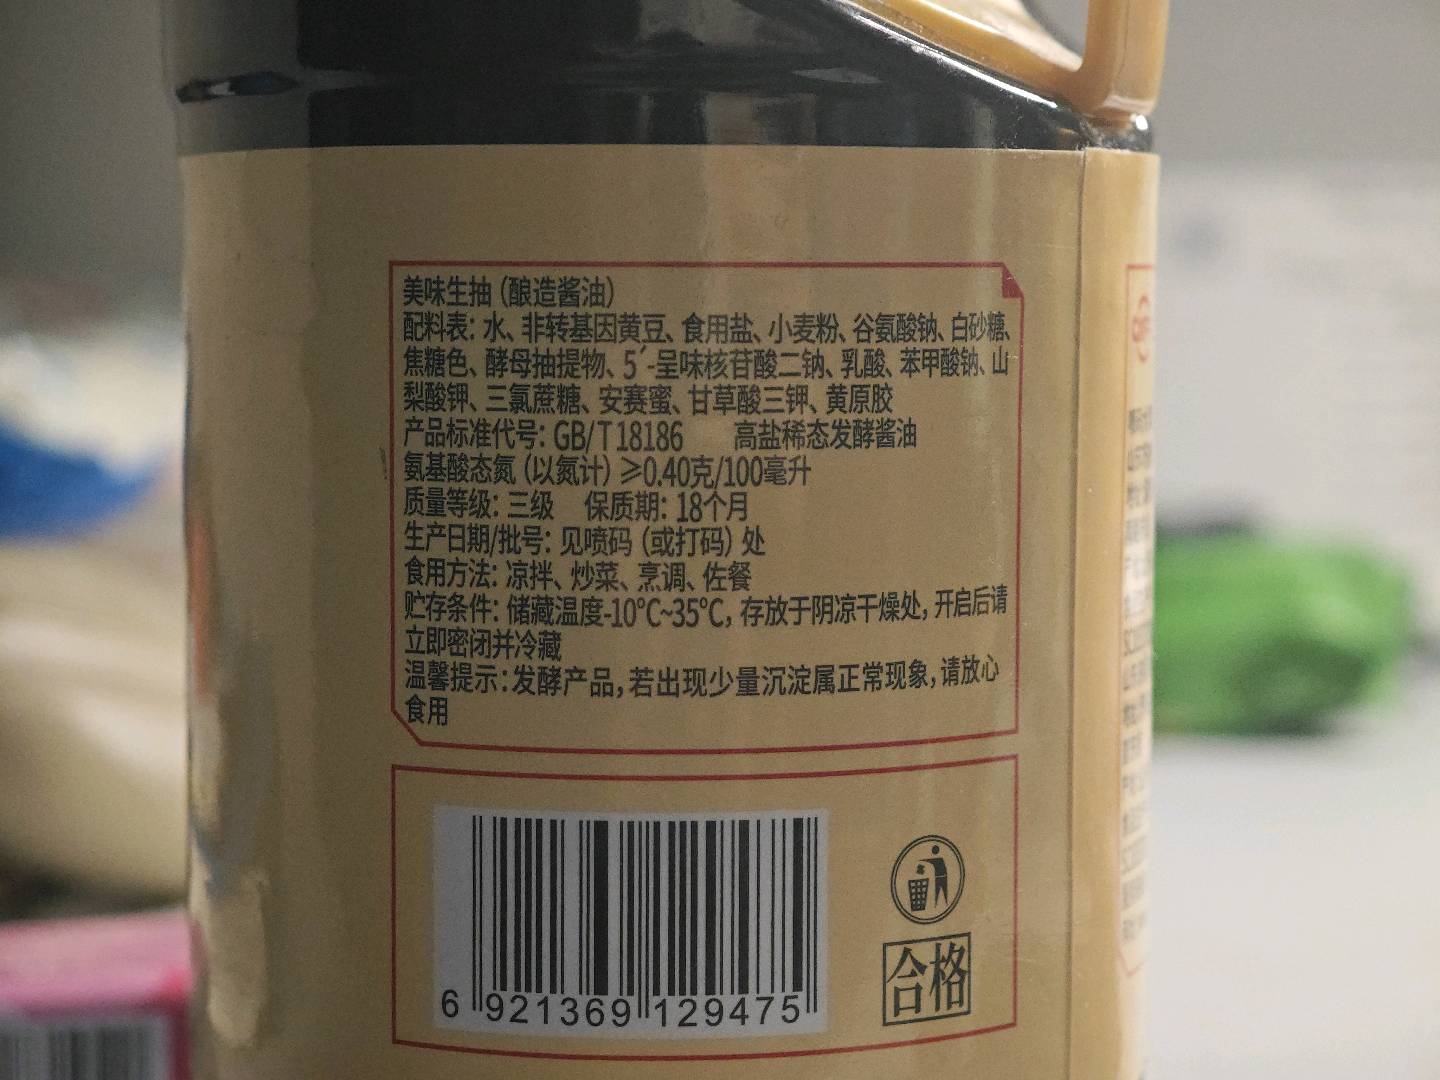 美味生抽（酿造酱油）
配料表：水、非转基因黄豆、食用盐、小麦粉、谷氨酸钠、白砂糖、
焦糖色、酵母抽提物、5′-呈味核苷酸二钠、乳酸、苯甲酸钠、山
梨酸钾、三氯蔗糖、安赛蜜、甘草酸三钾、黄原胶
产品标准代号：GB/T 18186 高盐稀态发酵酱油
氨基酸态氮（以氮计）≥0.40克/100毫升
质量等级：三级 保质期：18个月
生产日期/批号：见喷码（或打码）处
食用方法：凉拌、炒菜、烹调、佐餐
贮存条件：储藏温度-10℃~35℃，存放于阴凉干燥处，开启后请
立即密闭并冷藏
温馨提示：发酵产品，若出现少量沉淀属正常现象，请放心
食用
6 921369 129475
合格